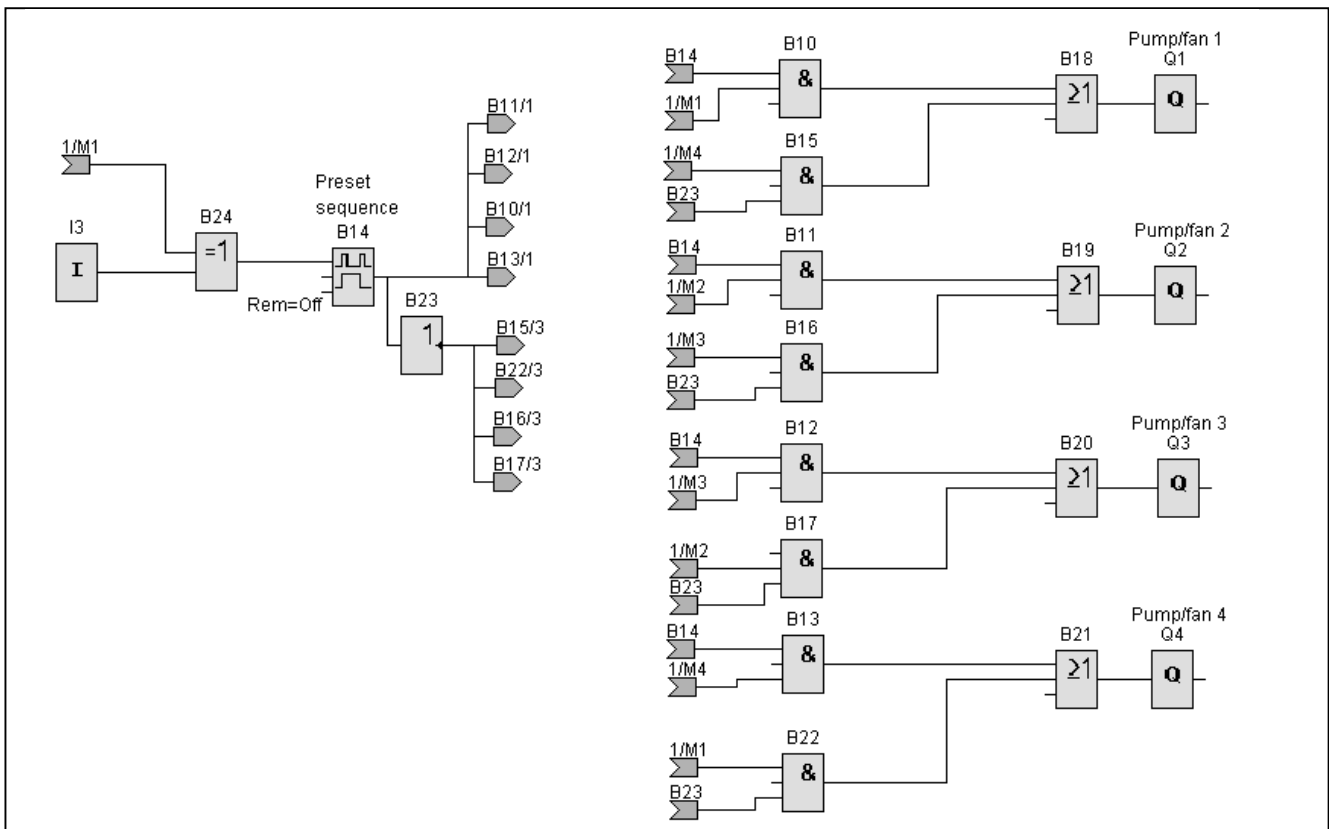 1/M1
I3
I
B24
=1
Preset
sequence
B14
Rem=Off
B23
1
B11/1
B12/1
B10/1
B13/1
B15/3
B22/3
B16/3
B17/3
B14
1/M1
B10
&
1/M4
B23
B15
&
B18
≥1
Pump/fan 1
Q1
Q
B14
1/M2
B11
&
1/M3
B23
B16
&
B19
≥1
Pump/fan 2
Q2
Q
B14
1/M3
B12
&
1/M2
B23
B17
&
B20
≥1
Pump/fan 3
Q3
Q
B14
1/M4
B13
&
1/M1
B23
B22
&
B21
≥1
Pump/fan 4
Q4
Q